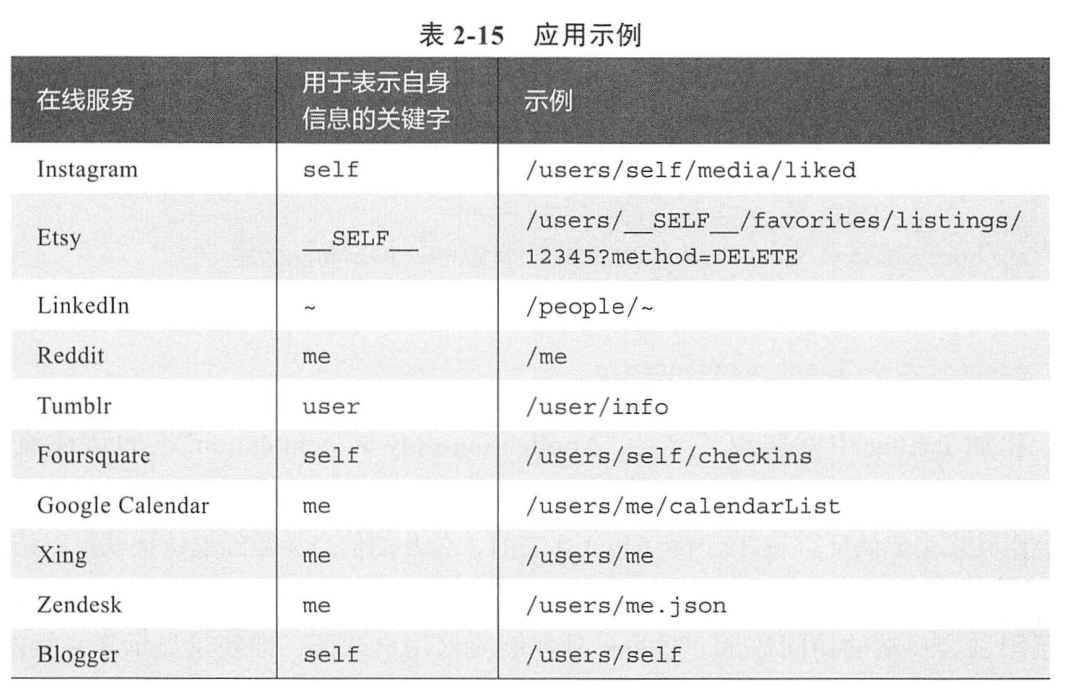 表 2-15 应用示例
在线服务
用于表示自身
信息的关键字
示例
Instagram self /users/self/media/liked
Etsy __SELF__ /users/__SELF__/favorites/listings/
12345?method=DELETE
LinkedIn ~ /people/~
Reddit me /me
Tumblr user /user/info
Foursquare self /users/self/checkins
Google Calendar me /users/me/calendarList
Xing me /users/me
Zendesk me /users/me.json
Blogger self /users/self